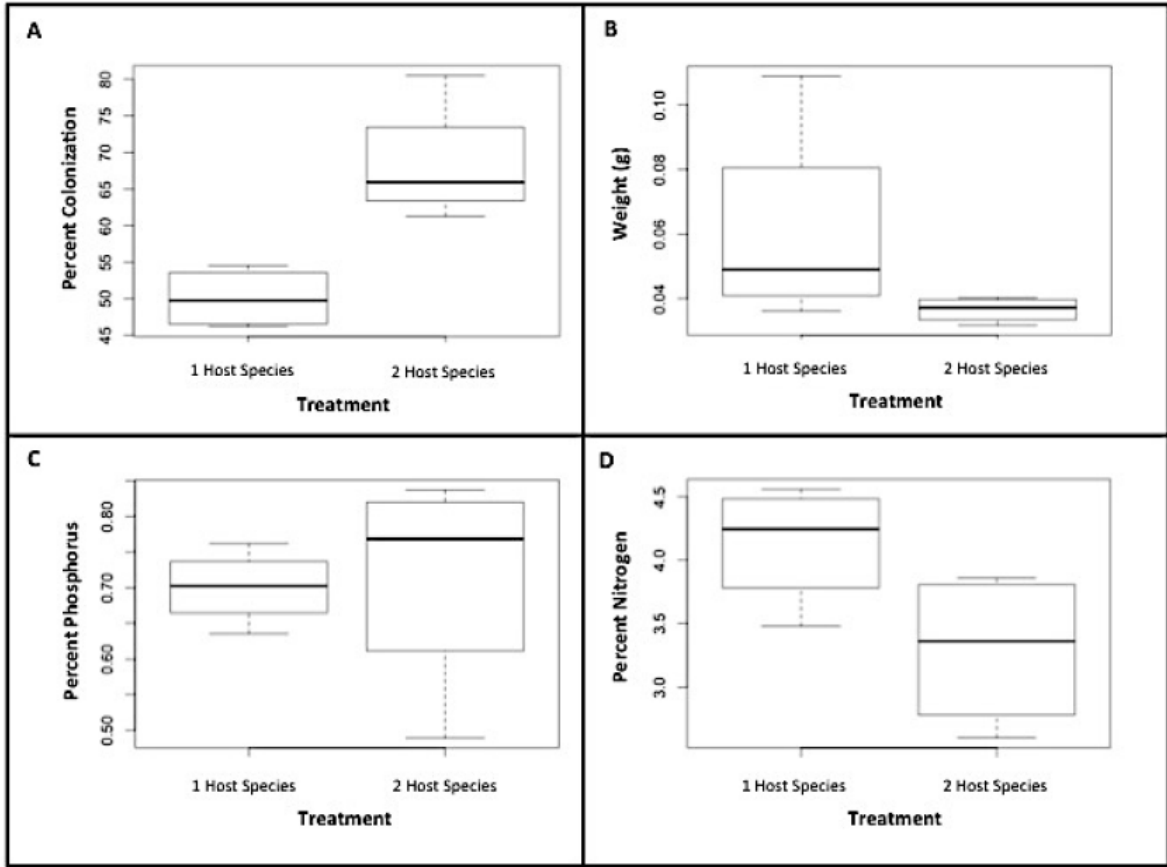 A
Percent Colonization
80
75
70
65
60
55
50
45
1 Host Species
2 Host Species
Treatment
B
Weight (g)
0.10
0.08
0.06
0.04
1 Host Species
2 Host Species
Treatment
C
Percent Phosphorus
0.80
0.70
0.60
0.50
1 Host Species
2 Host Species
Treatment
D
Percent Nitrogen
4.5
4.0
3.5
3.0
1 Host Species
2 Host Species
Treatment